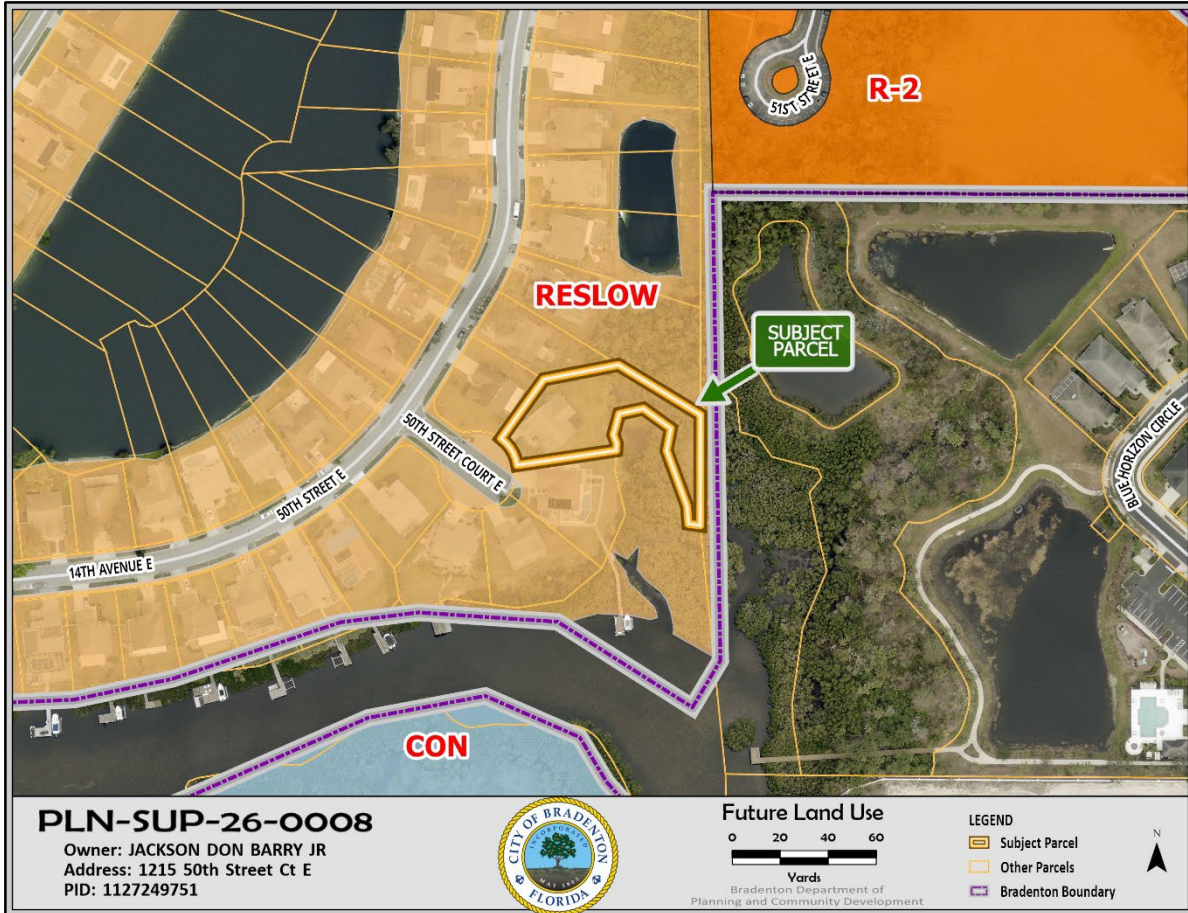 51ST STREET E
R-2
RESLOW
SUBJECT
PARCEL
50TH STREET COURT E
50TH STREET E
14TH AVENUE E
BLUE HORIZON CIRCLE
CON
PLN-SUP-26-0008
Owner: JACKSON DON BARRY JR
Address: 1215 50th Street Ct E
PID: 1127249751
CITY OF BRADENTON
INCORPORATED
MAY 1903
FLORIDA
Future Land Use
0 20 40 60
Yards
Bradenton Department of
Planning and Community Development
LEGEND
Subject Parcel
Other Parcels
Bradenton Boundary
N